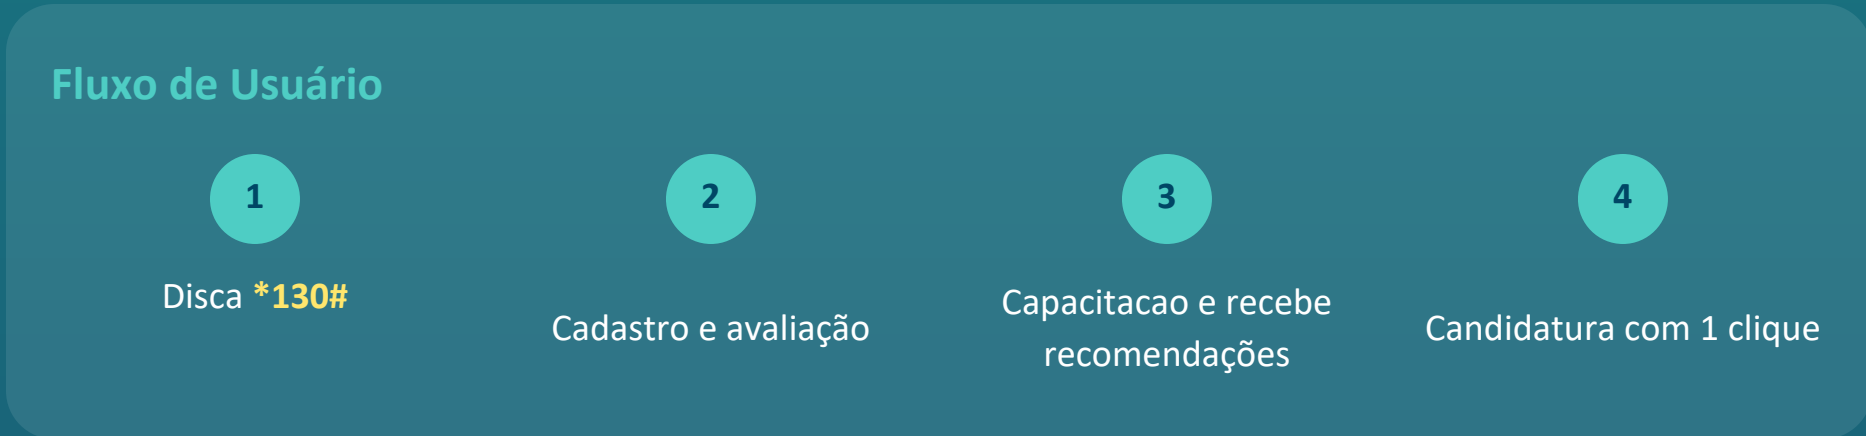 Fluxo de Usuário
1
Disca *130#
2
Cadastro e avaliação
3
Capacitacao e recebe
recomendações
4
Candidatura com 1 clique